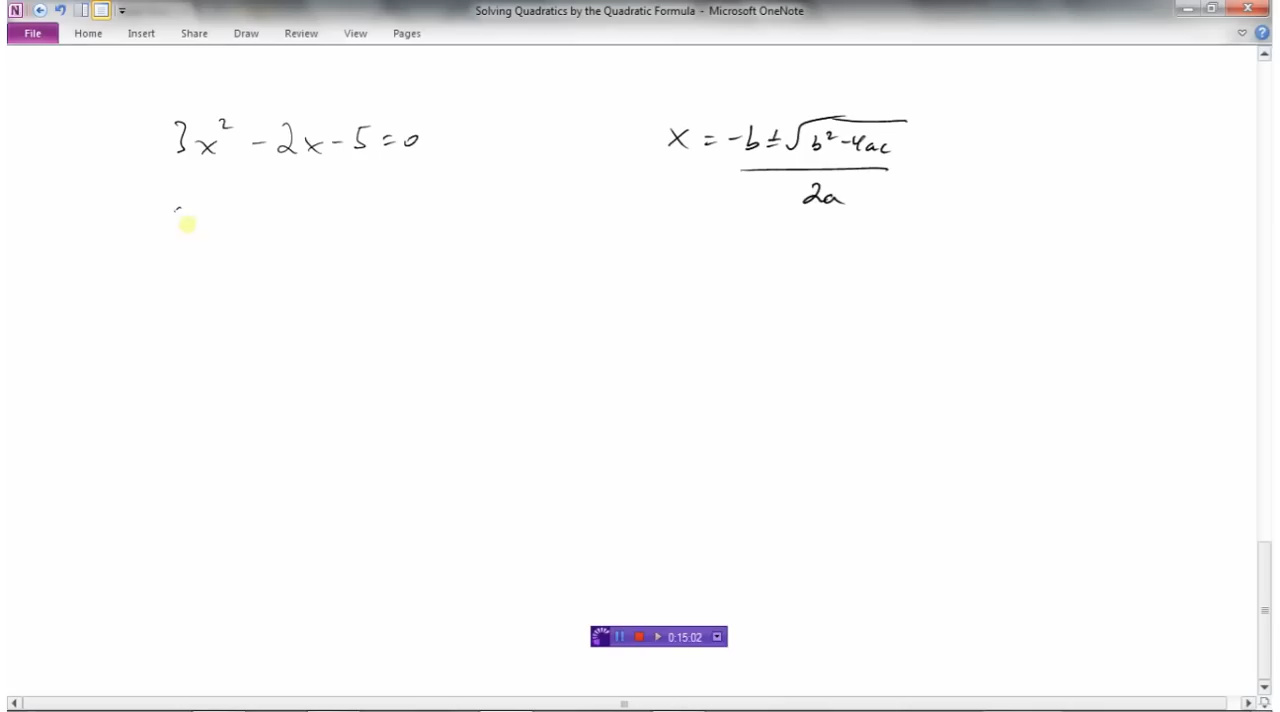 Solving Quadratics by the Quadratic Formula - Microsoft OneNote
File Home Insert Share Draw Review View Pages
3x² - 2x - 5 = 0
x = -b ± √(b² - 4ac)
2a
0:15:02